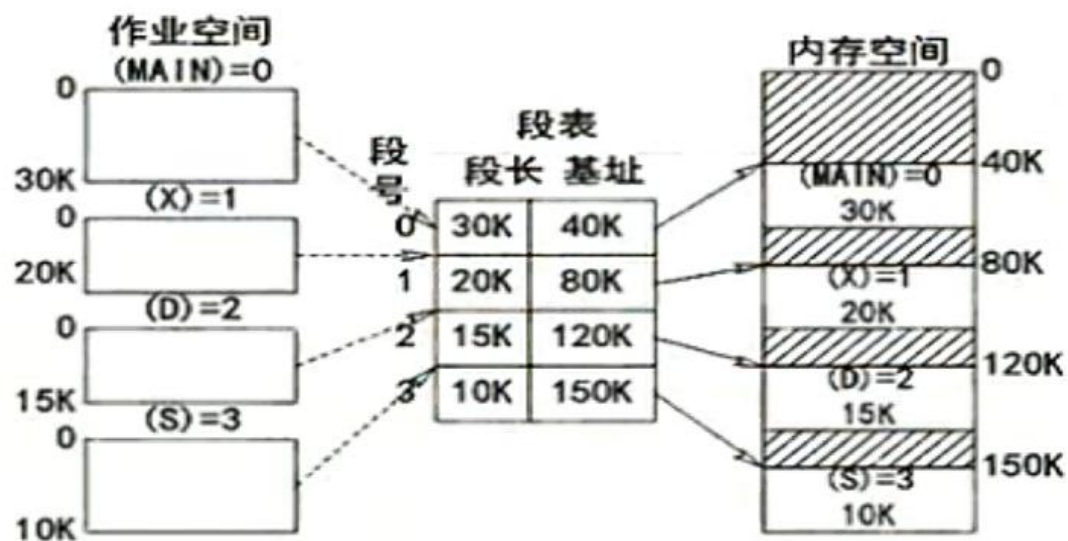 作业空间
(MAIN)=0
0
30K
(X)=1
0
20K
(D)=2
0
15K
(S)=3
0
10K
段表
段号
段长 基址
0 30K 40K
1 20K 80K
2 15K 120K
3 10K 150K
内存空间
0
40K
(MAIN)=0
30K
80K
(X)=1
20K
120K
(D)=2
15K
150K
(S)=3
10K